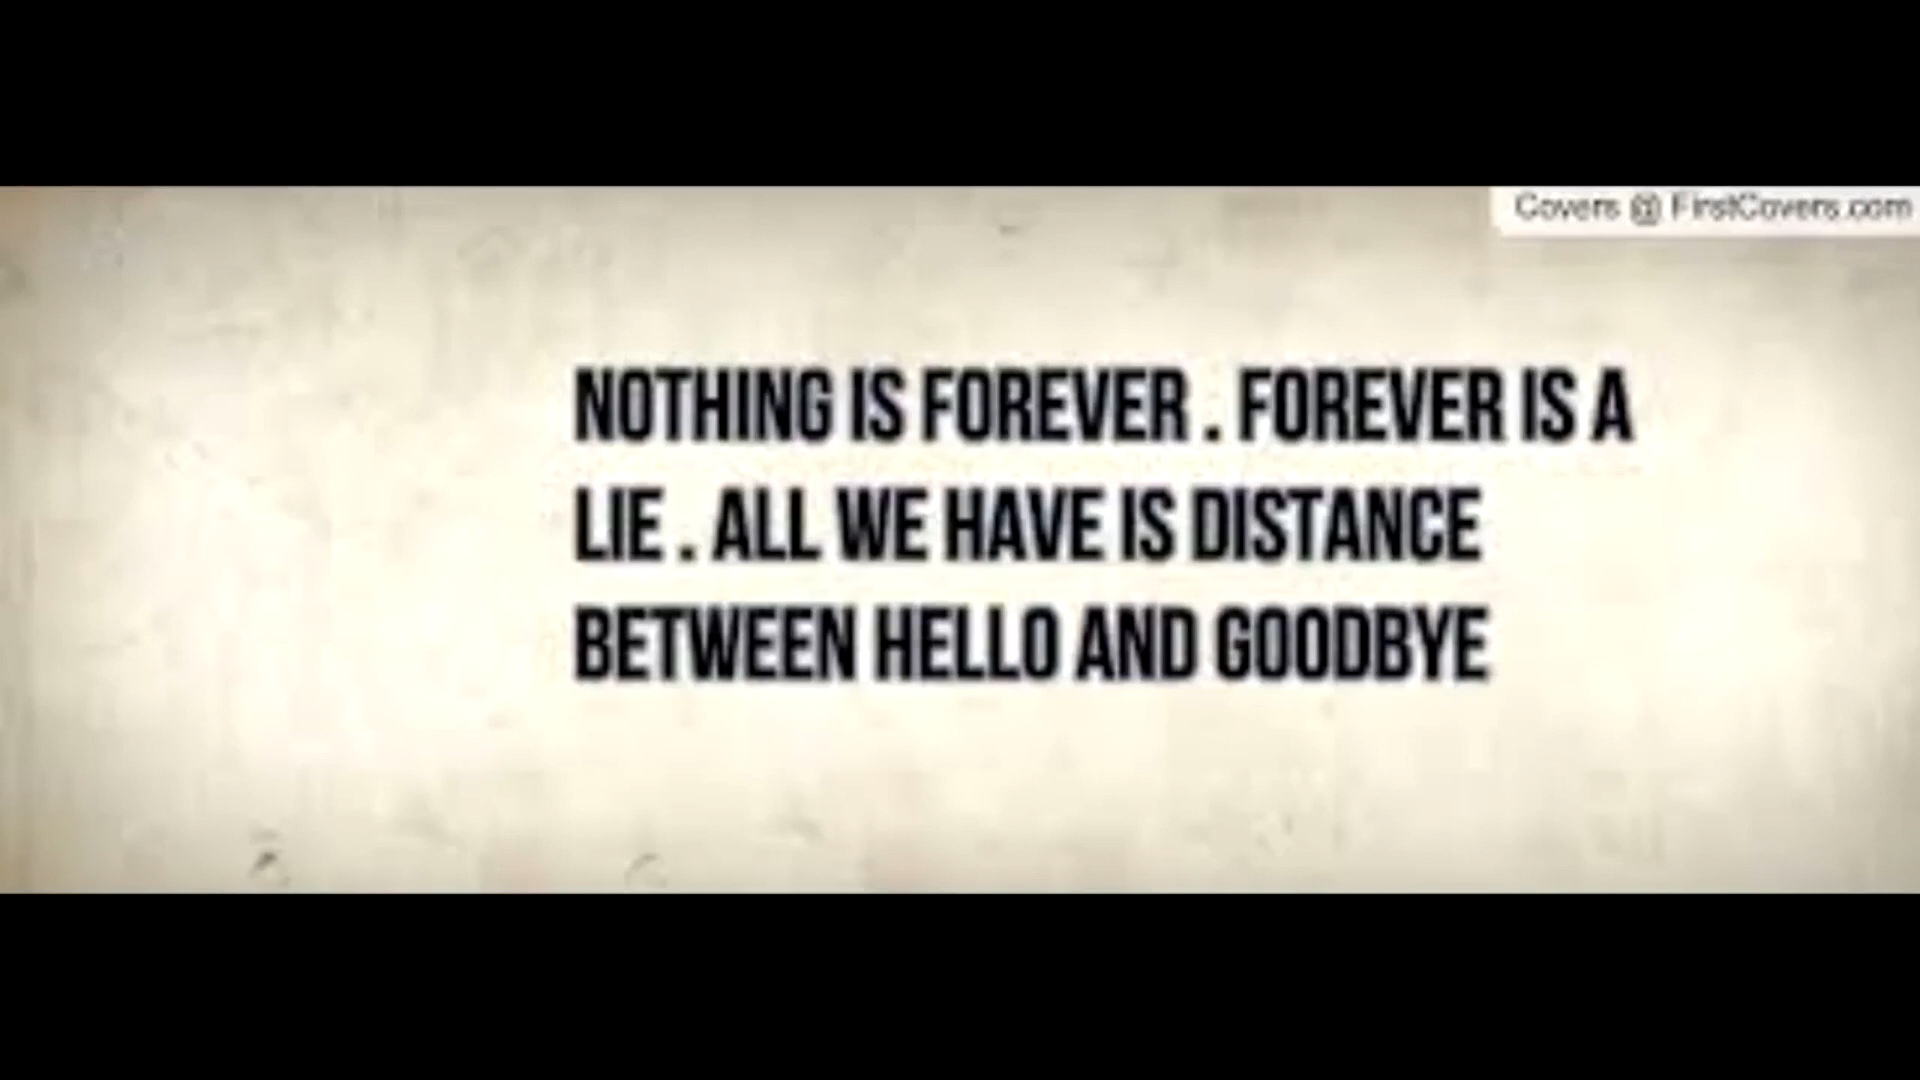 Covers @ FirstCovers.com
NOTHING IS FOREVER . FOREVER IS A
LIE . ALL WE HAVE IS DISTANCE
BETWEEN HELLO AND GOODBYE